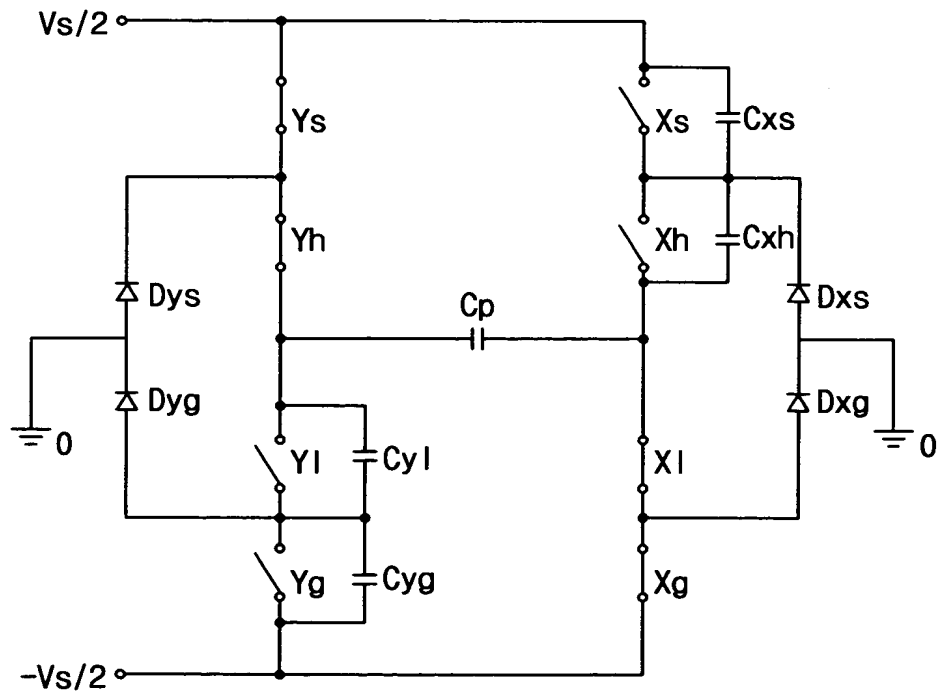 Vs/2
Ys
Xs
Cxs
Yh
Xh
Cxh
Dys
Cp
Dxs
Dyg
Dxg
0
0
Yl
Cyl
Xl
Yg
Cyg
Xg
-Vs/2